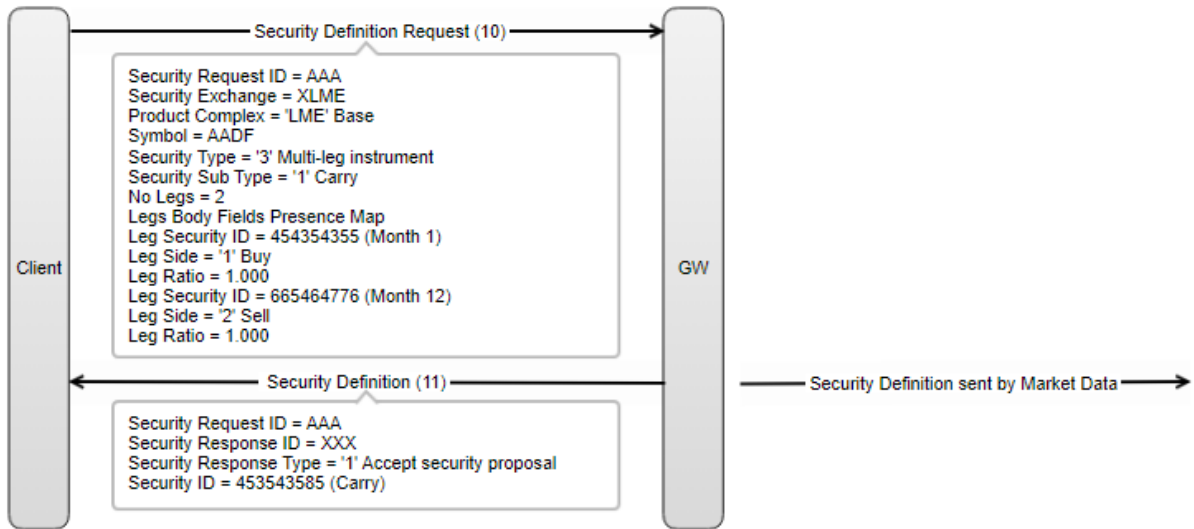 Security Definition Request (10)
Security Request ID = AAA
Security Exchange = XLME
Product Complex = 'LME' Base
Symbol = AADF
Security Type = '3' Multi-leg instrument
Security Sub Type = '1' Carry
No Legs = 2
Legs Body Fields Presence Map
Leg Security ID = 454354355 (Month 1)
Leg Side = '1' Buy
Leg Ratio = 1.000
Leg Security ID = 665464776 (Month 12)
Leg Side = '2' Sell
Leg Ratio = 1.000
Client
GW
Security Definition (11)
Security Definition sent by Market Data
Security Request ID = AAA
Security Response ID = XXX
Security Response Type = '1' Accept security proposal
Security ID = 453543585 (Carry)